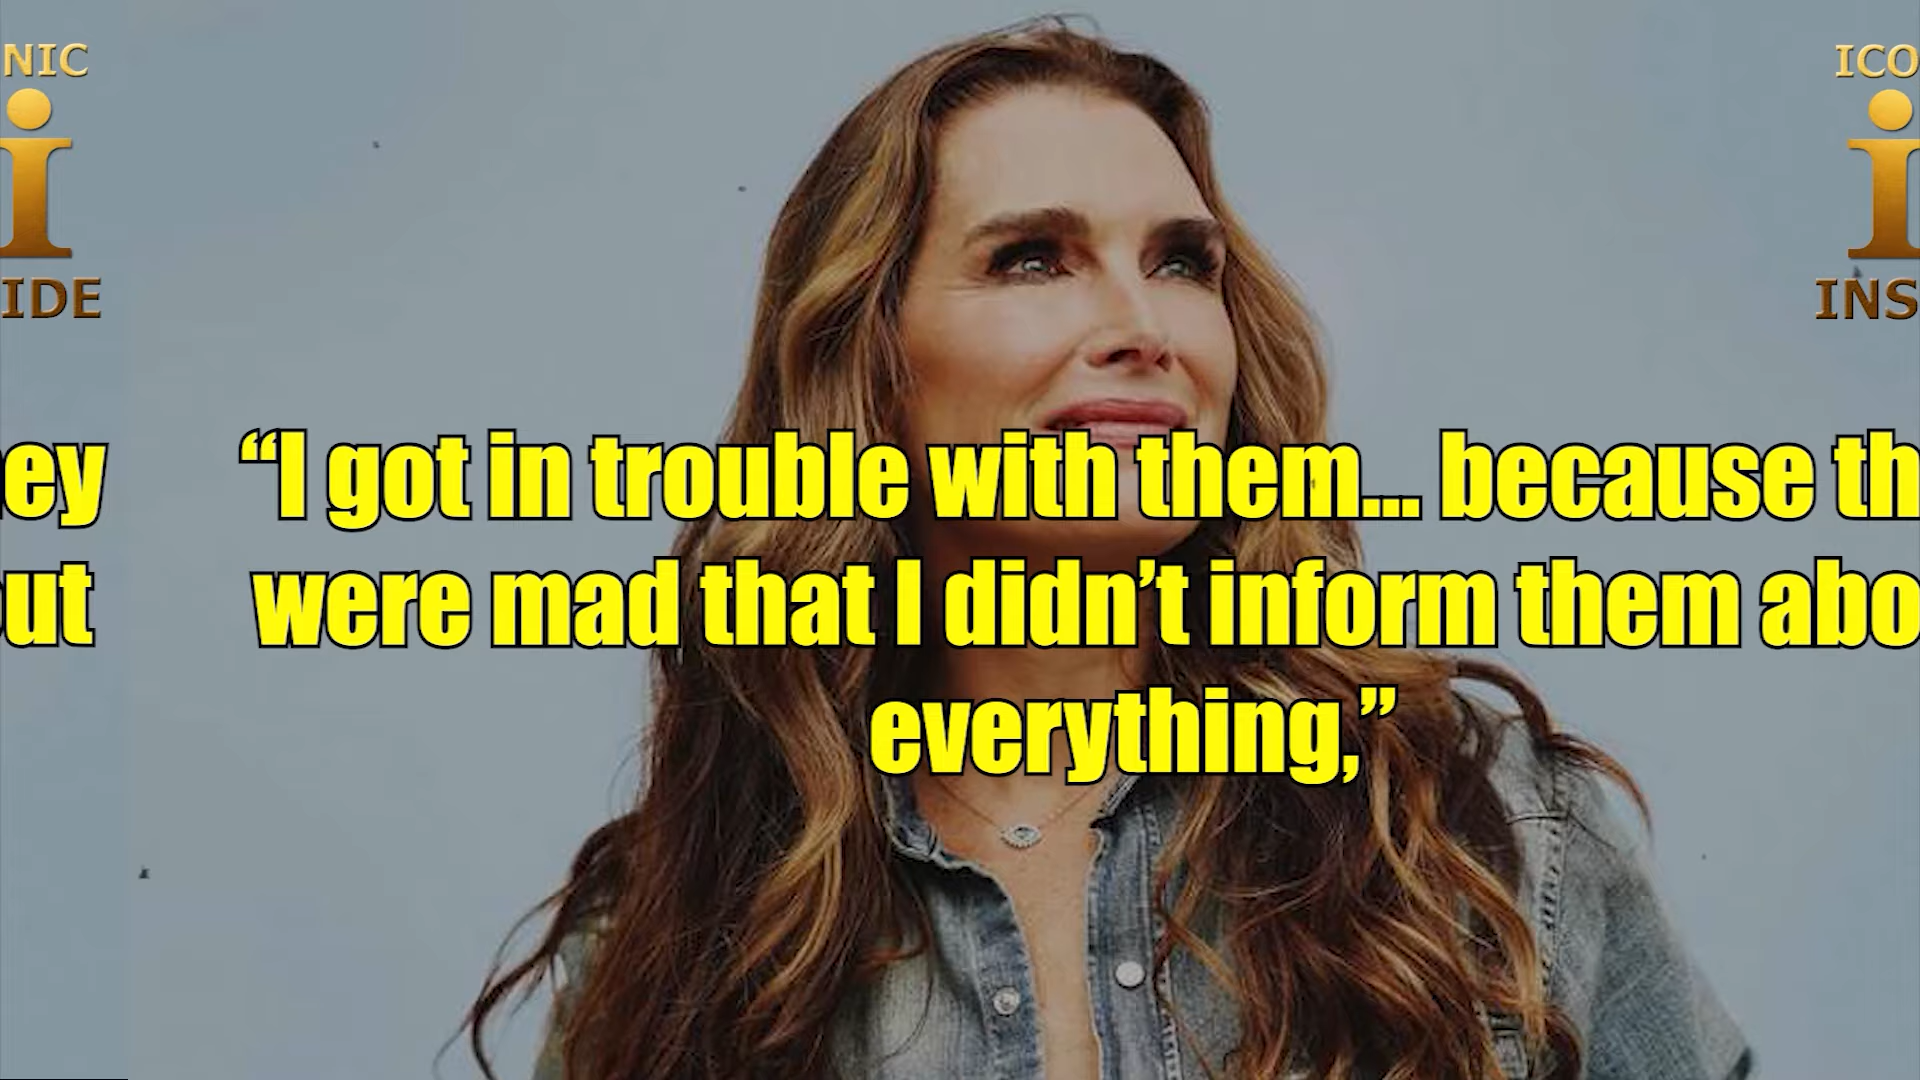 NIC
i
IDE
ICO
i
INS
ey “I got in trouble with them... because th
ut were mad that I didn’t inform them abo
everything,”